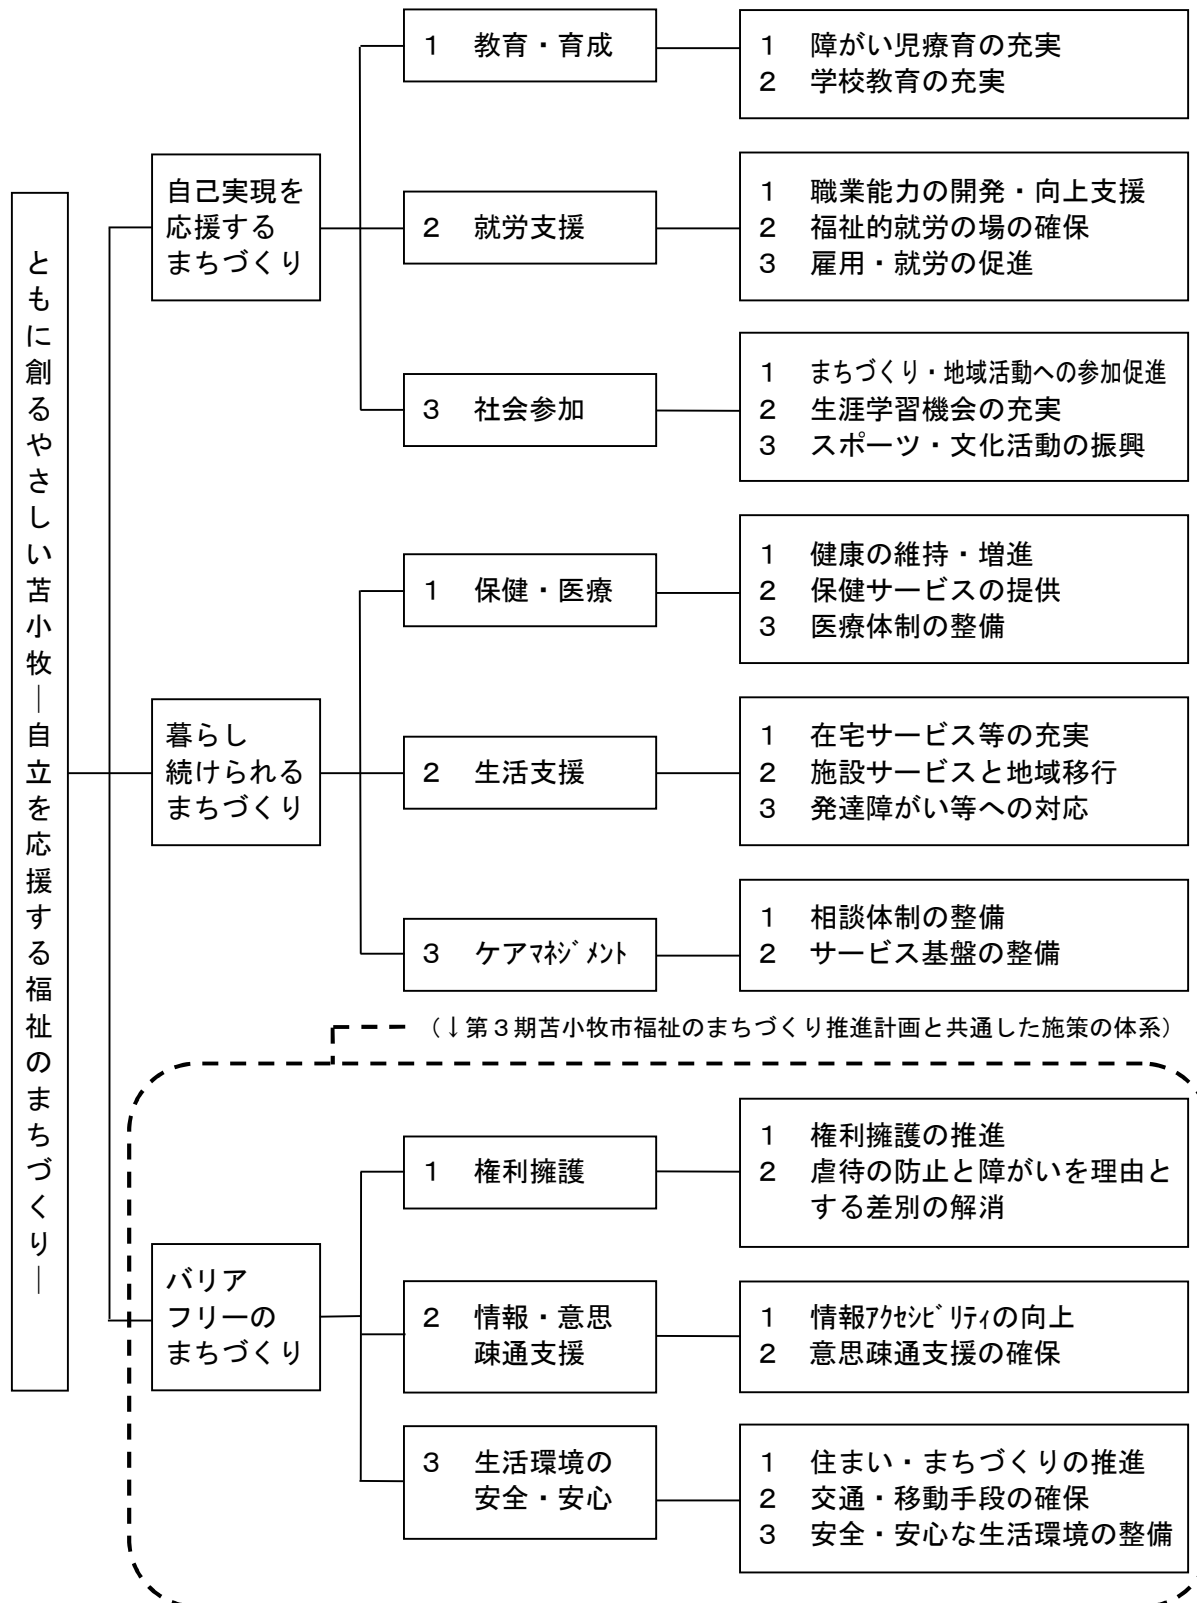 ともに創るやさしい苫小牧―自立を応援する福祉のまちづくり―
自己実現を
応援する
まちづくり
1 教育・育成
1 障がい児療育の充実
2 学校教育の充実
2 就労支援
1 職業能力の開発・向上支援
2 福祉的就労の場の確保
3 雇用・就労の促進
3 社会参加
1 まちづくり・地域活動への参加促進
2 生涯学習機会の充実
3 スポーツ・文化活動の振興
暮らし
続けられる
まちづくり
1 保健・医療
1 健康の維持・増進
2 保健サービスの提供
3 医療体制の整備
2 生活支援
1 在宅サービス等の充実
2 施設サービスと地域移行
3 発達障がい等への対応
3 ケアマネジメント
1 相談体制の整備
2 サービス基盤の整備
(↓第3期苫小牧市福祉のまちづくり推進計画と共通した施策の体系)
バリア
フリーの
まちづくり
1 権利擁護
1 権利擁護の推進
2 虐待の防止と障がいを理由と
する差別の解消
2 情報・意思
疎通支援
1 情報アクセシビリティの向上
2 意思疎通支援の確保
3 生活環境の
安全・安心
1 住まい・まちづくりの推進
2 交通・移動手段の確保
3 安全・安心な生活環境の整備